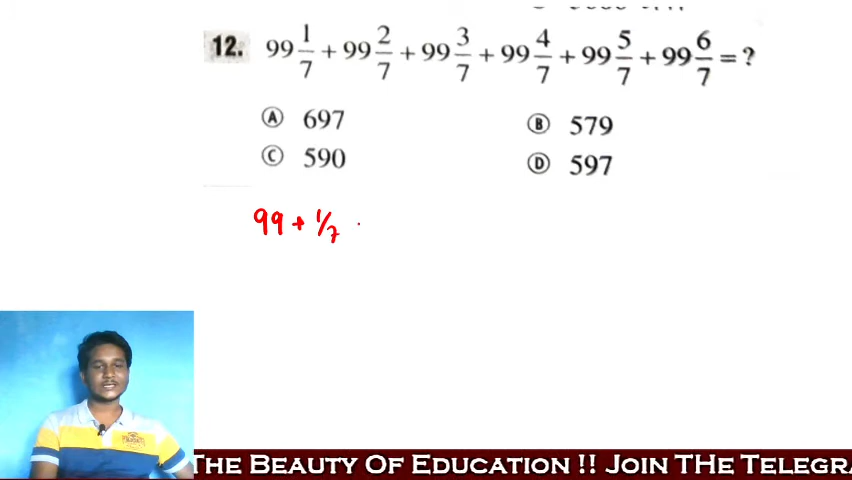 12. 99 1/7 + 99 2/7 + 99 3/7 + 99 4/7 + 99 5/7 + 99 6/7 = ?
Ⓐ 697 Ⓑ 579
Ⓒ 590 Ⓓ 597
99 + 1/7
THE BEAUTY OF EDUCATION !! JOIN THE TELEGRA